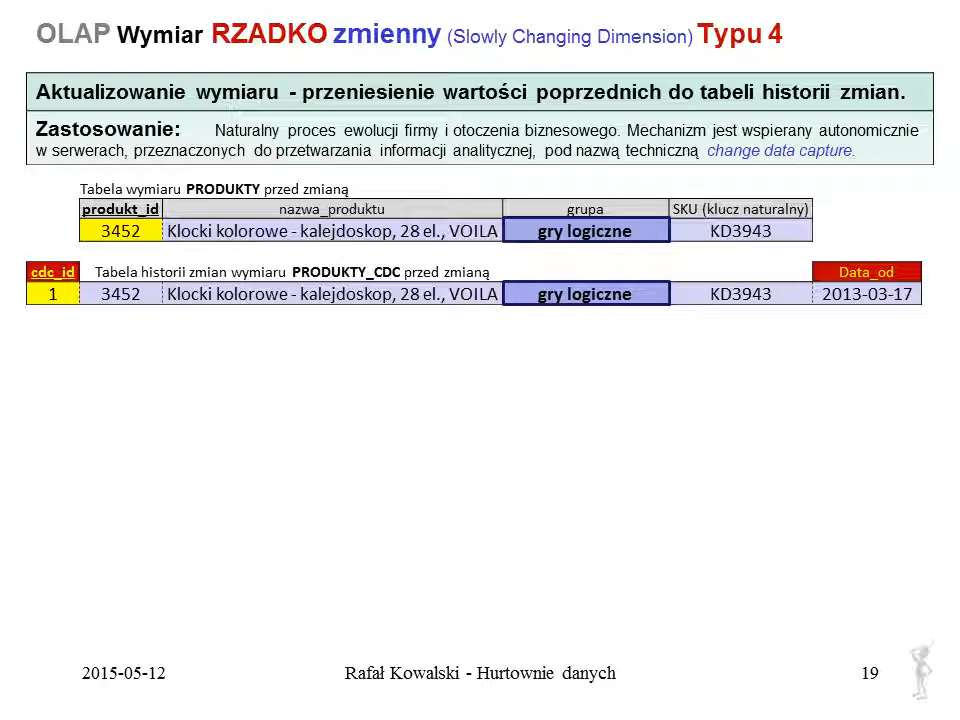 OLAP Wymiar RZADKO zmienny (Slowly Changing Dimension) Typu 4
Aktualizowanie wymiaru - przeniesienie wartości poprzednich do tabeli historii zmian.
Zastosowanie: Naturalny proces ewolucji firmy i otoczenia biznesowego. Mechanizm jest wspierany autonomicznie
w serwerach, przeznaczonych do przetwarzania informacji analitycznej, pod nazwą techniczną change data capture.
Tabela wymiaru PRODUKTY przed zmianą
produkt_id nazwa_produktu grupa SKU (klucz naturalny)
3452 Klocki kolorowe - kalejdoskop, 28 el., VOILA gry logiczne KD3943
cdc_id Tabela historii zmian wymiaru PRODUKTY_CDC przed zmianą Data_od
1 3452 Klocki kolorowe - kalejdoskop, 28 el., VOILA gry logiczne KD3943 2013-03-17
2015-05-12 Rafał Kowalski - Hurtownie danych 19